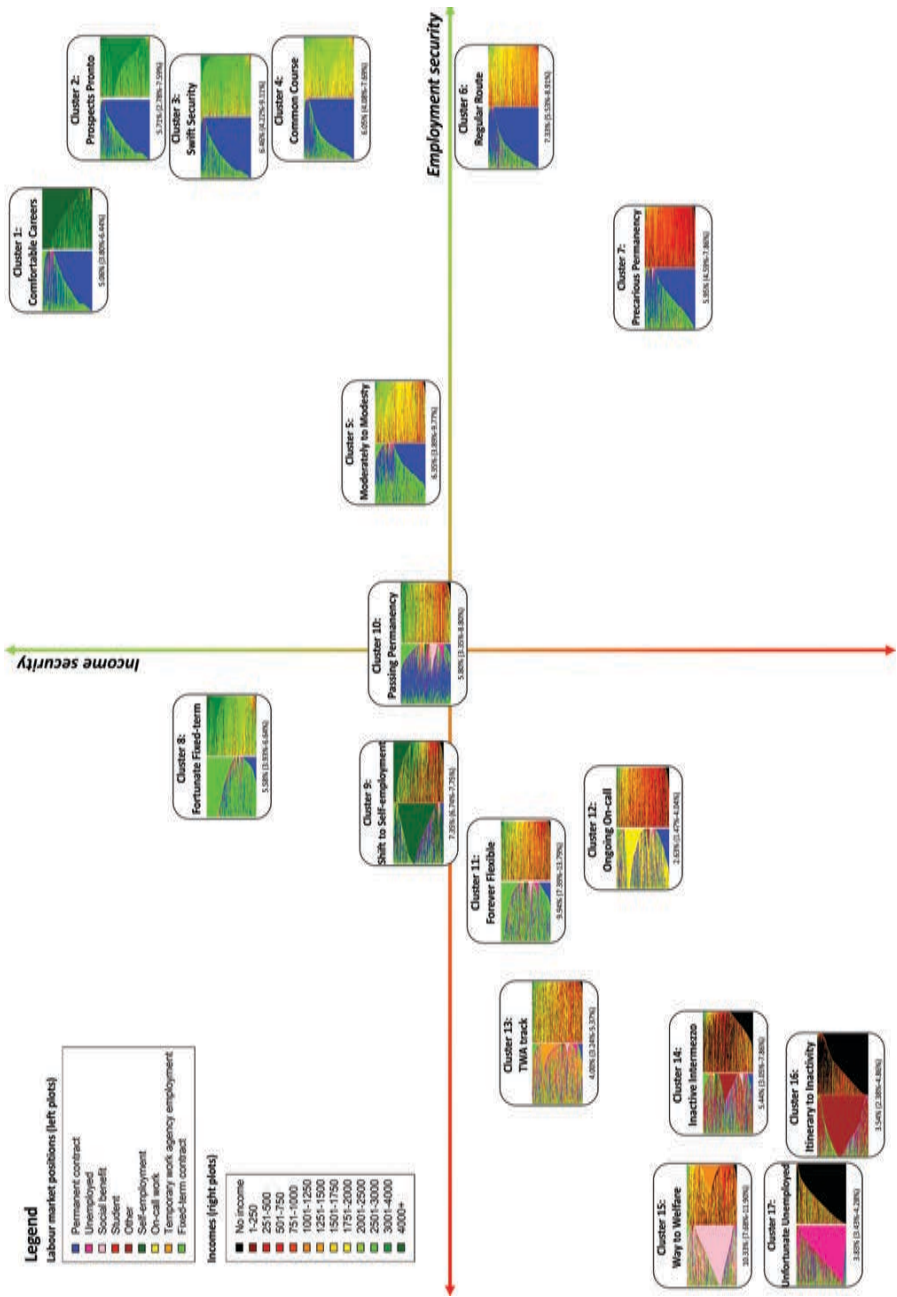 Legend
Labour market positions (left plots)
Permanent contract
Unemployed
Social benefit
Student
Other
Self-employment
On-call work
Temporary work agency employment
Fixed-term contract
Incomes (right plots)
No income
1-250
251-500
501-750
751-1000
1001-1250
1251-1500
1501-1750
1751-2000
2001-2500
2501-3000
3001-4000
4000+
Income security
Employment security
Cluster 1:
Comfortable Careers
5.06% (3.80%-6.44%)
Cluster 2:
Prospects Pronto
5.71% (2.78%-7.59%)
Cluster 3:
Swift Security
6.46% (4.22%-9.31%)
Cluster 4:
Common Course
6.05% (4.08%-7.69%)
Cluster 5:
Moderately to Modesty
6.35% (3.89%-9.77%)
Cluster 6:
Regular Route
7.33% (5.53%-8.91%)
Cluster 7:
Precarious Permanency
5.95% (4.59%-7.86%)
Cluster 8:
Fortunate Fixed-term
5.58% (3.93%-6.64%)
Cluster 9:
Shift to Self-employment
7.35% (6.74%-7.75%)
Cluster 10:
Passing Permanency
5.80% (3.35%-8.80%)
Cluster 11:
Forever Flexible
9.94% (7.39%-13.79%)
Cluster 12:
Ongoing On-call
2.63% (1.47%-4.04%)
Cluster 13:
TWA track
4.00% (3.24%-5.37%)
Cluster 14:
Inactive Intermezzo
5.44% (3.05%-7.86%)
Cluster 15:
Way to Welfare
10.33% (7.68%-11.90%)
Cluster 16:
Itinerary to Inactivity
3.54% (2.38%-4.86%)
Cluster 17:
Unfortunate Unemployed
3.83% (3.43%-4.28%)